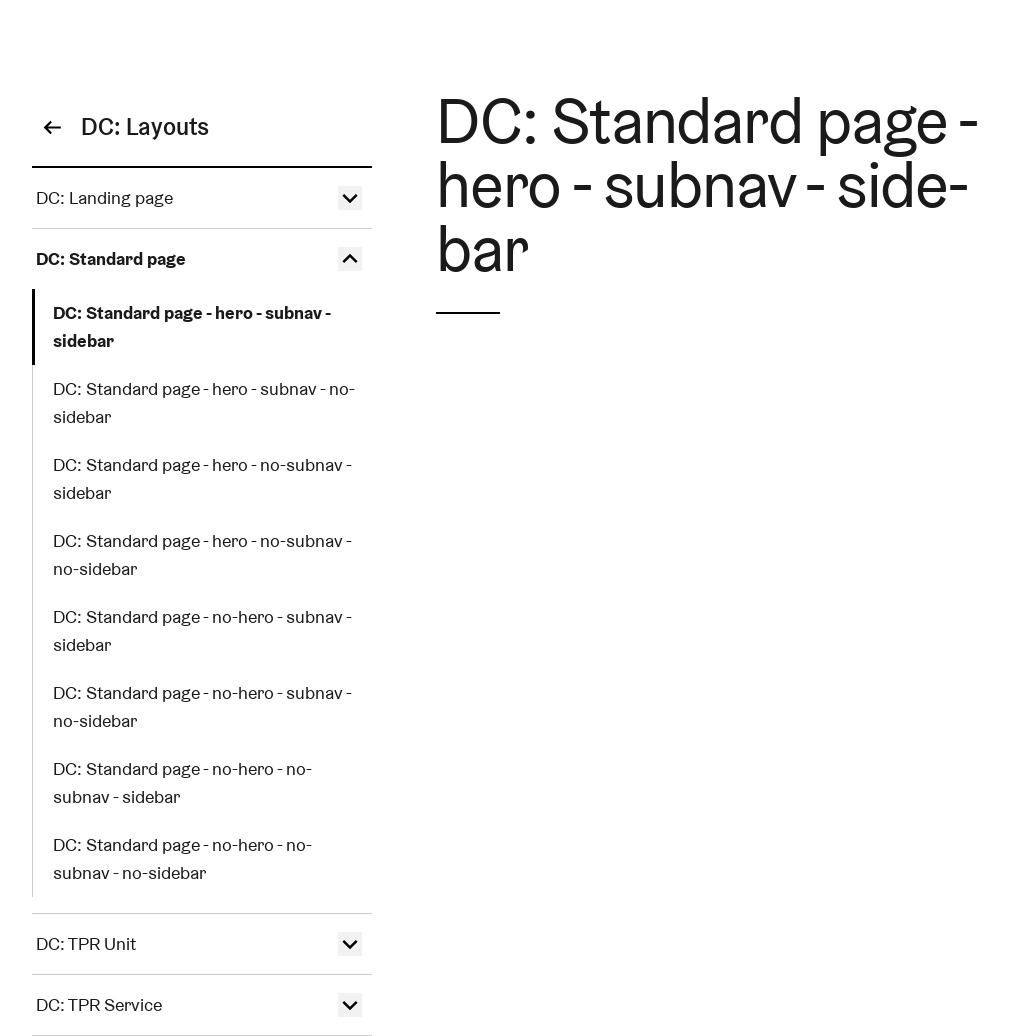 DC: Layouts
DC: Landing page
DC: Standard page
DC: Standard page - hero - subnav -
sidebar
DC: Standard page - hero - subnav - no-
sidebar
DC: Standard page - hero - no-subnav -
sidebar
DC: Standard page - hero - no-subnav -
no-sidebar
DC: Standard page - no-hero - subnav -
sidebar
DC: Standard page - no-hero - subnav -
no-sidebar
DC: Standard page - no-hero - no-
subnav - sidebar
DC: Standard page - no-hero - no-
subnav - no-sidebar
DC: TPR Unit
DC: TPR Service
DC: Standard page -
hero - subnav - side-
bar